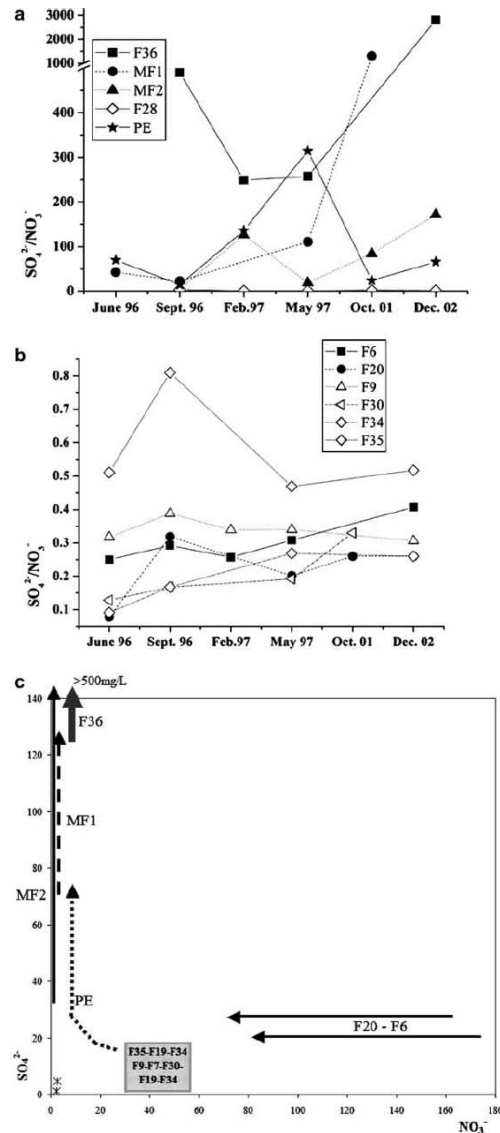 a
3000
2000
1000
400
300
200
100
0
SO₄²⁻/NO₃⁻
F36
MF1
MF2
F28
PE
June 96 Sept. 96 Feb.97 May 97 Oct. 01 Dec. 02
b
0.8
0.7
0.6
0.5
0.4
0.3
0.2
0.1
SO₄²⁻/NO₃⁻
F6
F20
F9
F30
F34
F35
June 96 Sept. 96 Feb.97 May 97 Oct. 01 Dec. 02
c
>500mg/L
140
120
100
80
60
40
20
0
SO₄²⁻
F36
MF1
MF2
PE
F20 - F6
F35-F19-F34
F9-F7-F30-
F19-F34
0 20 40 60 80 100 120 140 160 180
NO₃⁻